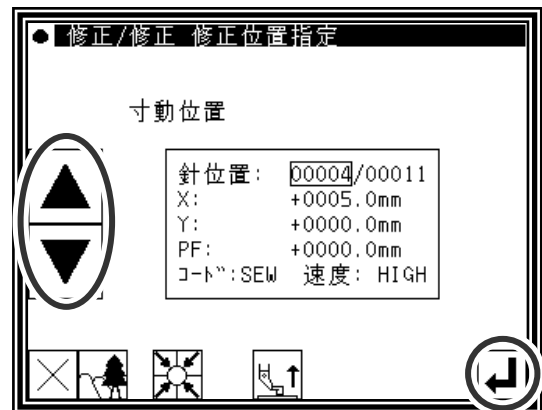 ● 修正/修正 修正位置指定
寸動位置
針位置: 00004/00011
X: +0005.0mm
Y: +0000.0mm
PF: +0000.0mm
コード:SEW 速度: HIGH